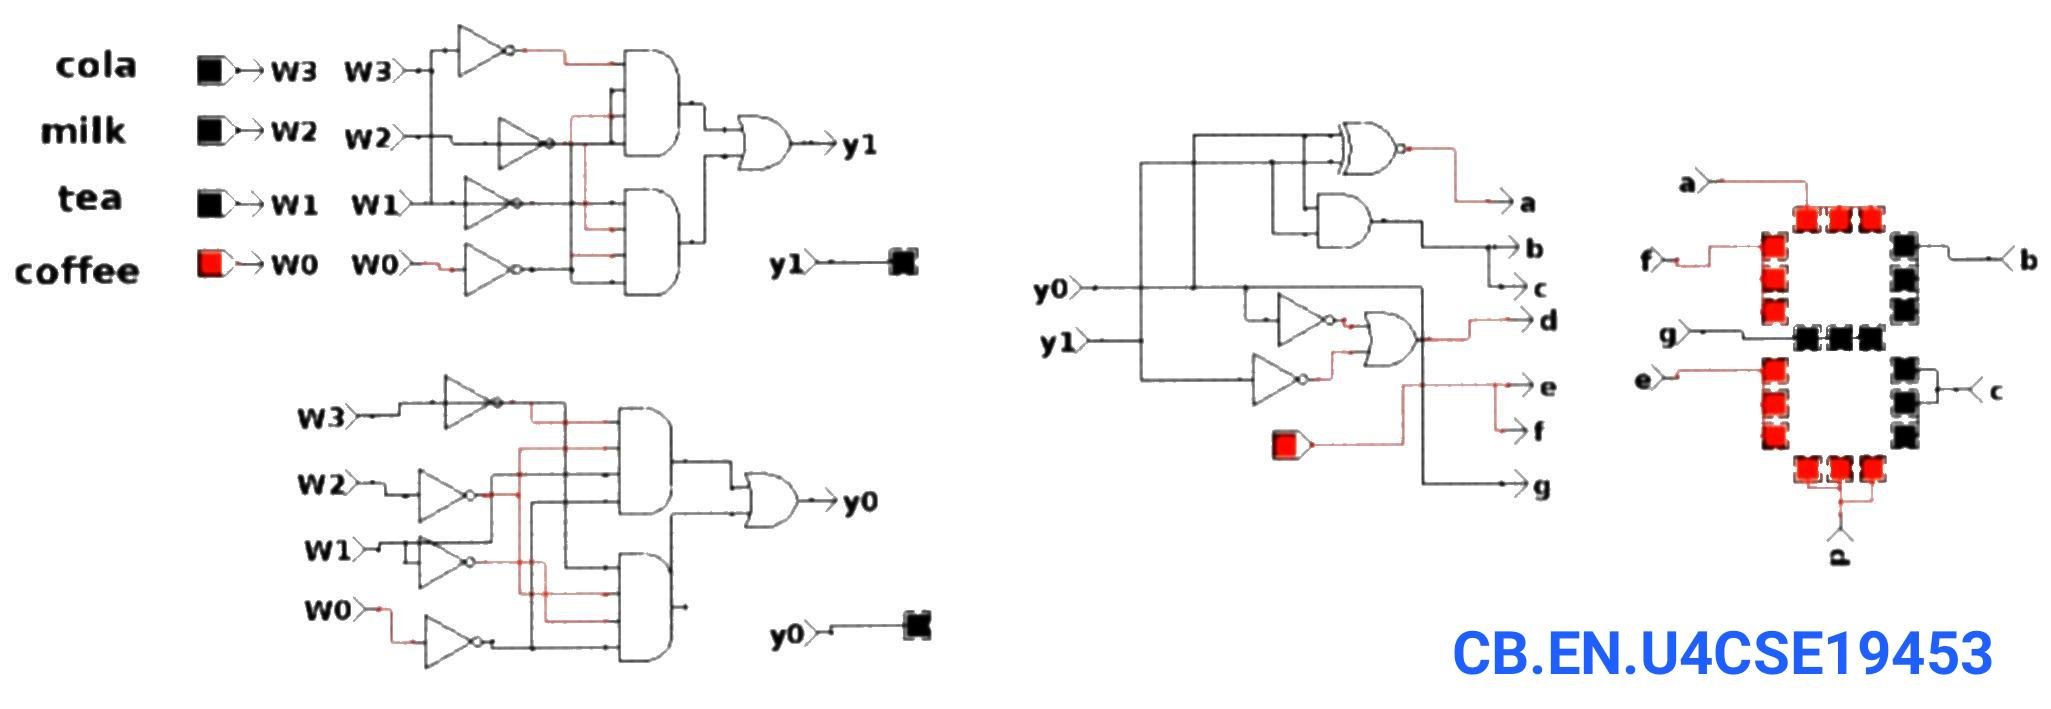 cola W3 W3
milk W2 W2
tea W1 W1
coffee W0 W0
y1
y1
W3
W2
W1
W0
y0
y0
y0
y1
a
b
c
d
e
f
g
a
f
b
g
e
c
d
CB.EN.U4CSE19453